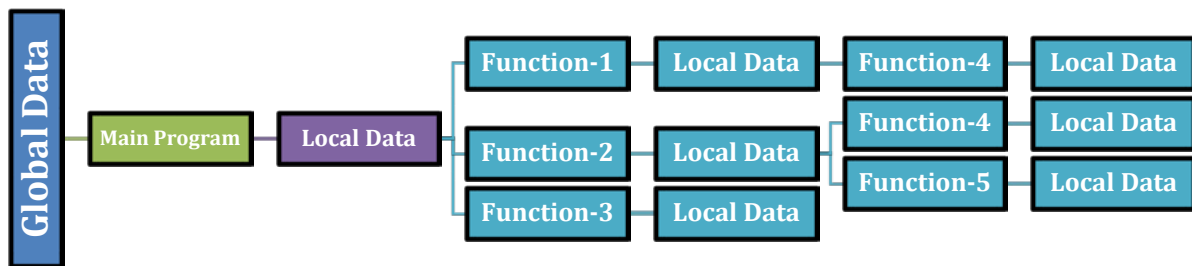 Global Data
Main Program
Local Data
Function-1
Local Data
Function-4
Local Data
Function-2
Local Data
Function-4
Local Data
Function-5
Local Data
Function-3
Local Data